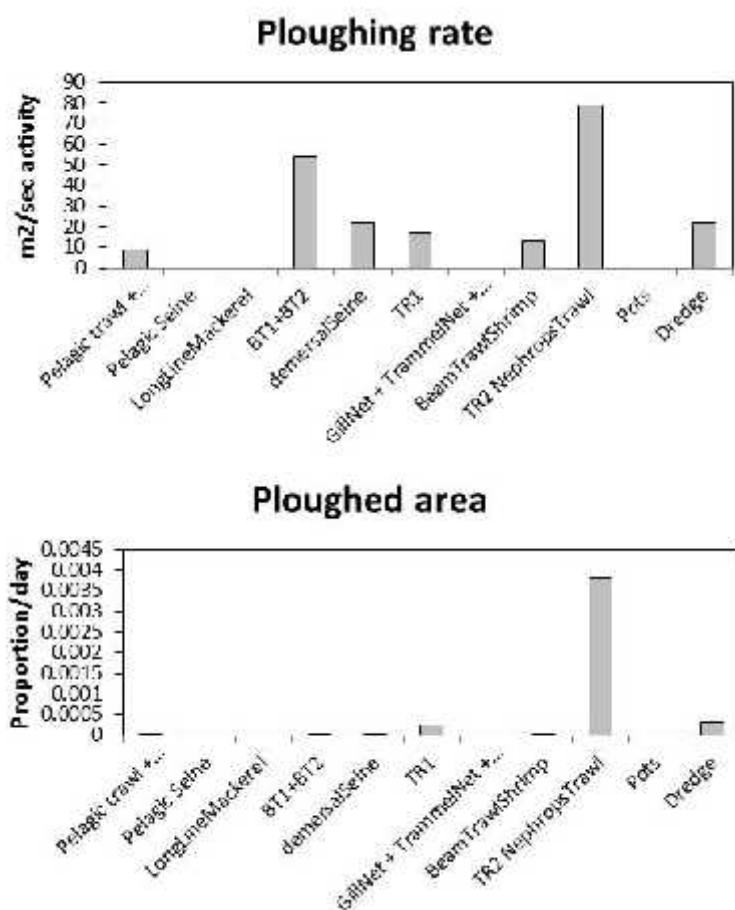 Ploughing rate
m2/sec activity
90
80
70
60
50
40
30
20
10
0
Pelagic trawl +...
Pelagic Seine
LongLineMackerel
BT1+BT2
demersalSeine
TR1
GillNet + TrammelNet +...
BeamTrawlShrimp
TR2 NephropsTrawl
Pots
Dredge
Ploughed area
Proportion/day
0.0045
0.004
0.0035
0.003
0.0025
0.002
0.0015
0.001
0.0005
0
Pelagic trawl +...
Pelagic Seine
LongLineMackerel
BT1+BT2
demersalSeine
TR1
GillNet + TrammelNet +...
BeamTrawlShrimp
TR2 NephropsTrawl
Pots
Dredge